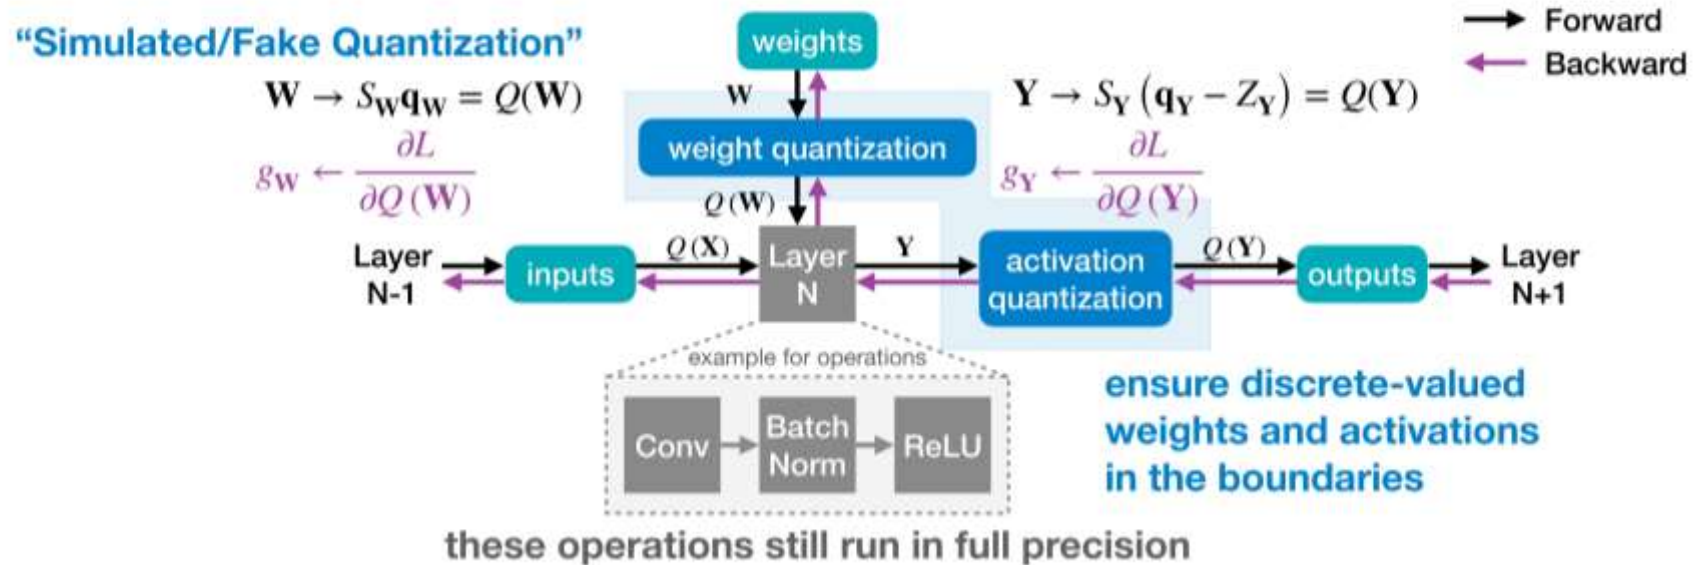 “Simulated/Fake Quantization”
weights
Forward
Backward
W → S_W q_W = Q(W)
W
Y → S_Y (q_Y − Z_Y) = Q(Y)
weight quantization
g_W ← ∂L / ∂Q (W)
g_Y ← ∂L / ∂Q (Y)
Q (W)
Layer
N-1
inputs
Q (X)
Layer
N
Y
activation
quantization
Q (Y)
outputs
Layer
N+1
example for operations
Conv
Batch
Norm
ReLU
ensure discrete-valued
weights and activations
in the boundaries
these operations still run in full precision